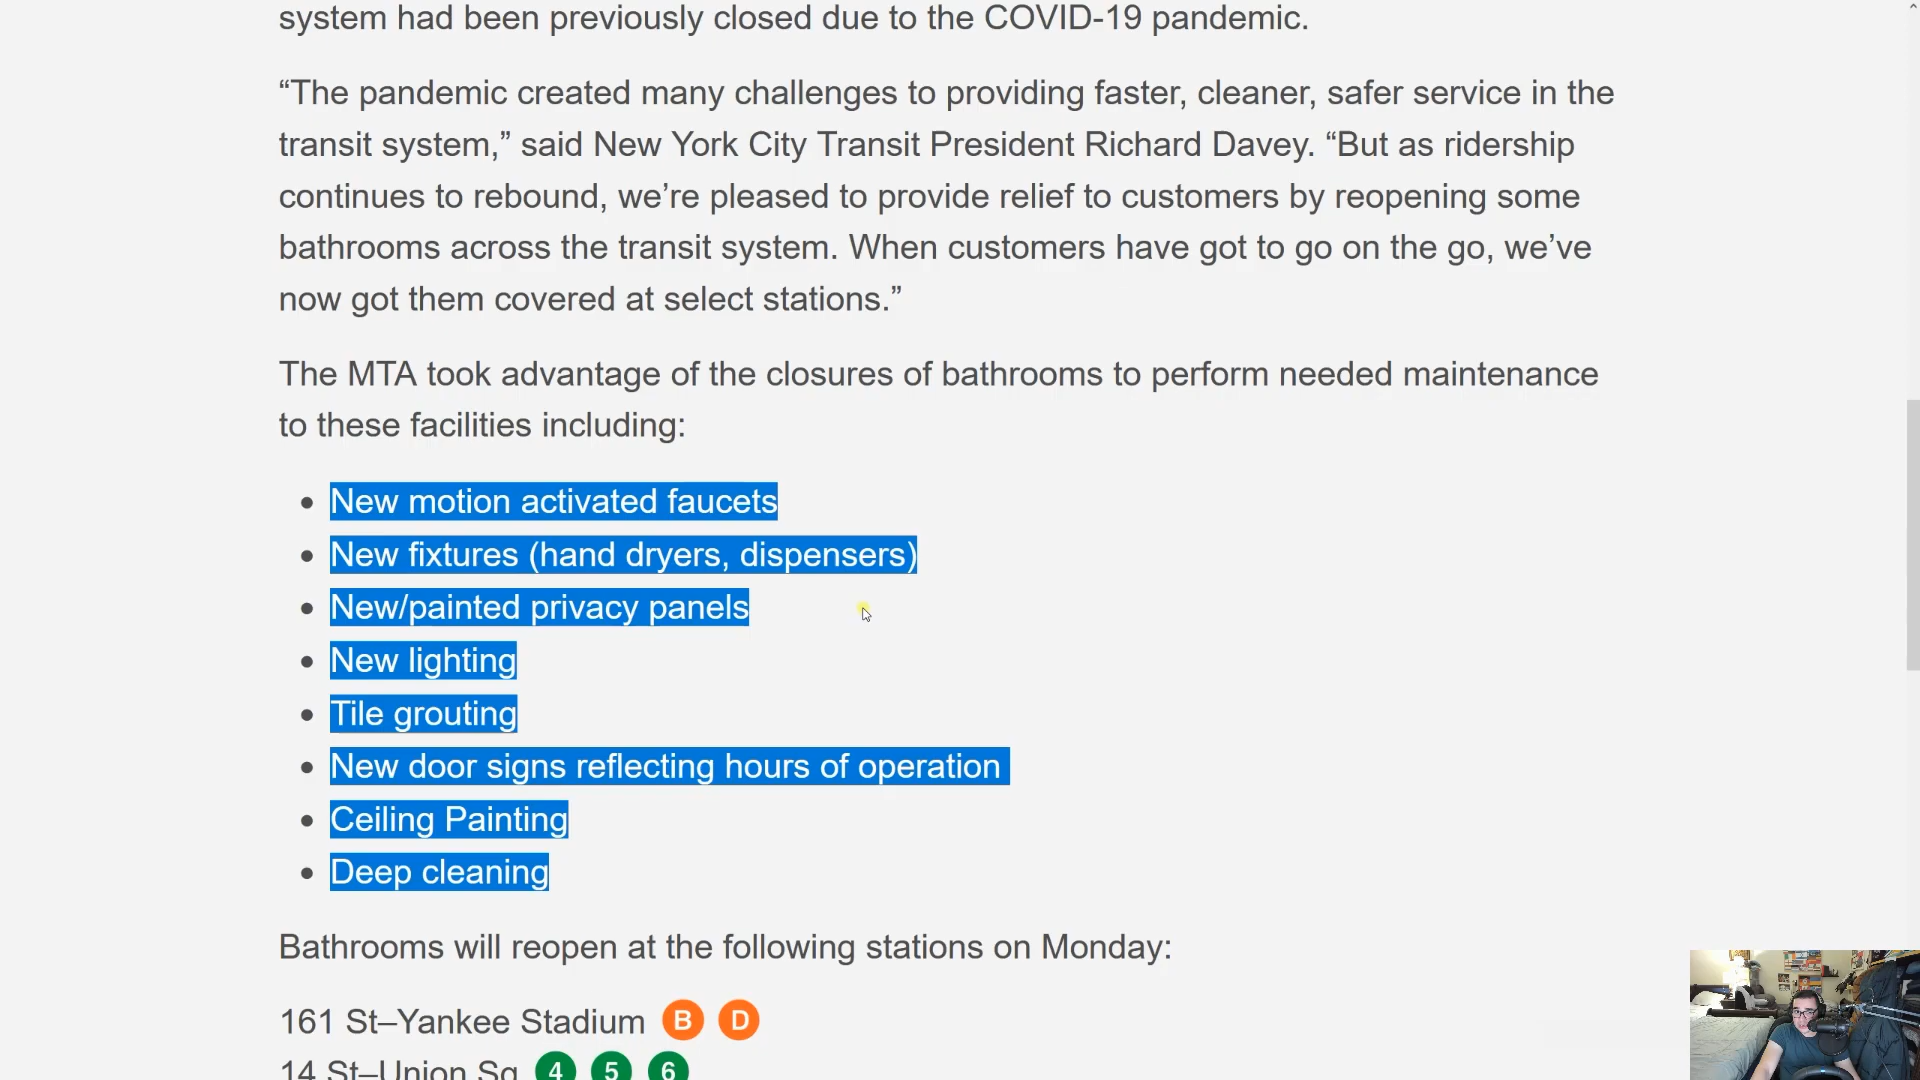 system had been previously closed due to the COVID-19 pandemic.
“The pandemic created many challenges to providing faster, cleaner, safer service in the
transit system,” said New York City Transit President Richard Davey. “But as ridership
continues to rebound, we’re pleased to provide relief to customers by reopening some
bathrooms across the transit system. When customers have got to go on the go, we’ve
now got them covered at select stations.”
The MTA took advantage of the closures of bathrooms to perform needed maintenance
to these facilities including:
• New motion activated faucets
• New fixtures (hand dryers, dispensers)
• New/painted privacy panels
• New lighting
• Tile grouting
• New door signs reflecting hours of operation
• Ceiling Painting
• Deep cleaning
Bathrooms will reopen at the following stations on Monday:
161 St–Yankee Stadium B D
14 St–Union Sq 4 5 6